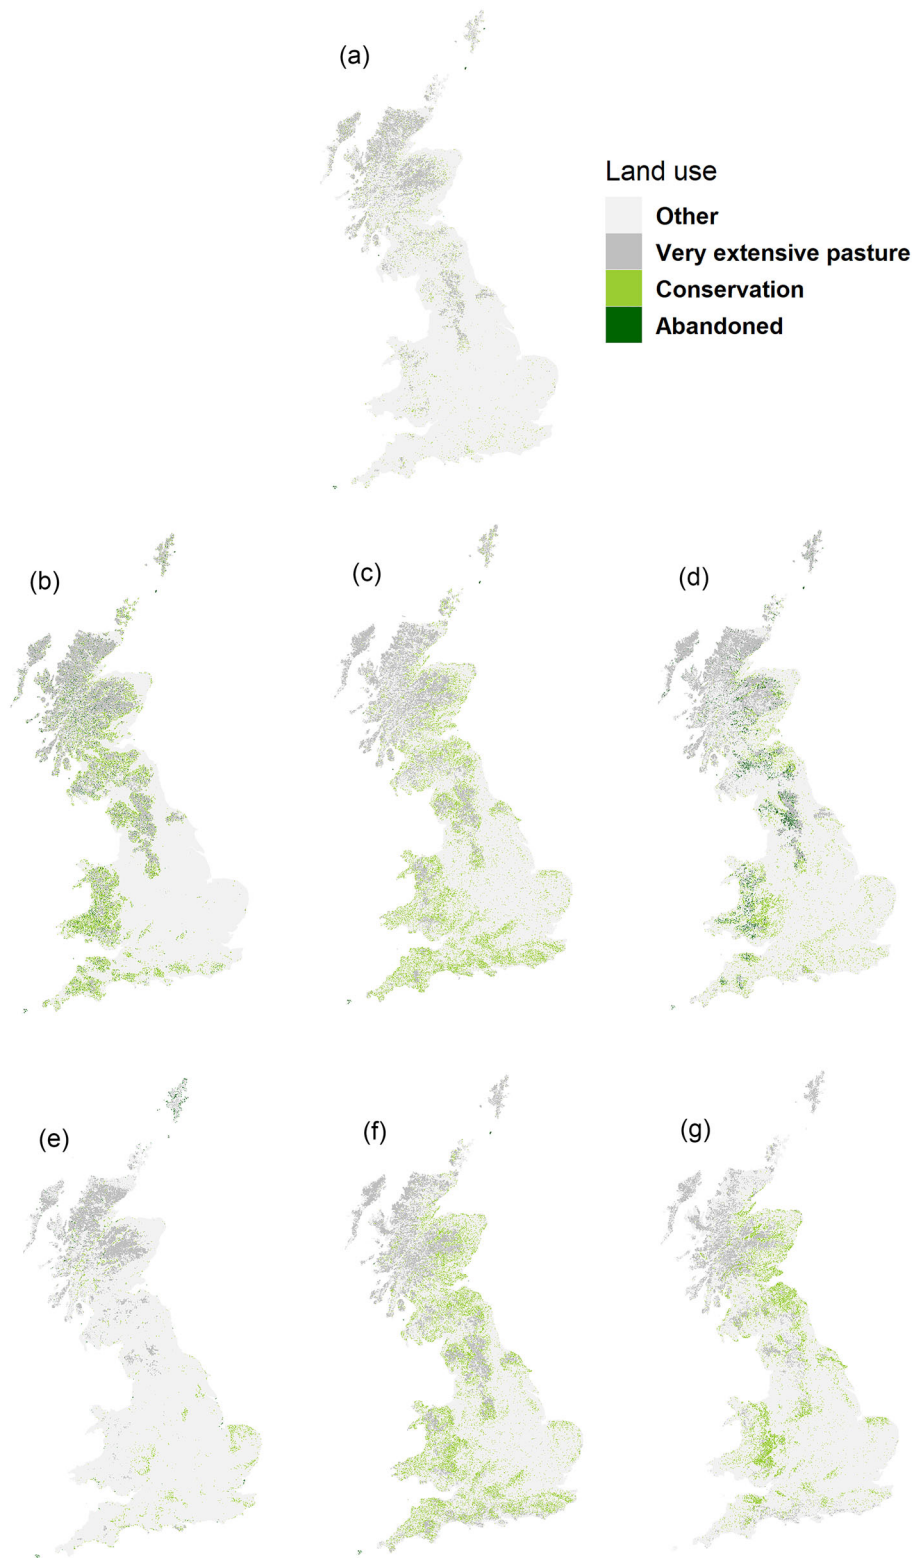 (a)
Land use
Other
Very extensive pasture
Conservation
Abandoned
(b)
(c)
(d)
(e)
(f)
(g)